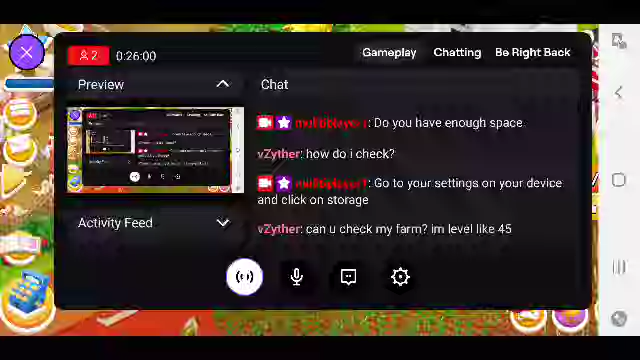 2 0:26:00 Gameplay Chatting Be Right Back
Preview
Chat
multiplayer1: Do you have enough space
vZyther: how do i check?
multiplayer1: Go to your settings on your device
and click on storage
Activity Feed
vZyther: can u check my farm? im level like 45